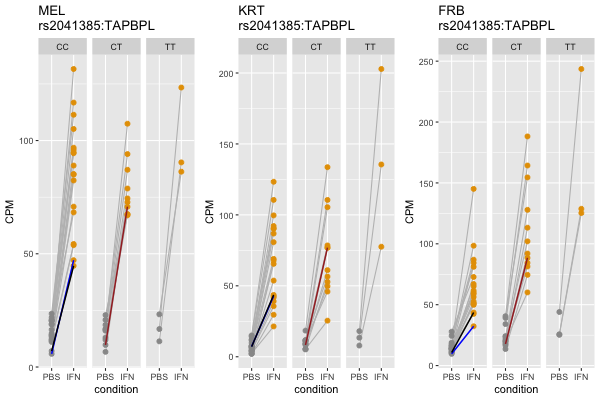 MEL
rs2041385:TAPBPL
CC CT TT
CPM
100
50
0
PBS IFN PBS IFN PBS IFN
condition
KRT
rs2041385:TAPBPL
CC CT TT
CPM
200
150
100
50
0
PBS IFN PBS IFN PBS IFN
condition
FRB
rs2041385:TAPBPL
CC CT TT
CPM
250
200
150
100
50
0
PBS IFN PBS IFN PBS IFN
condition